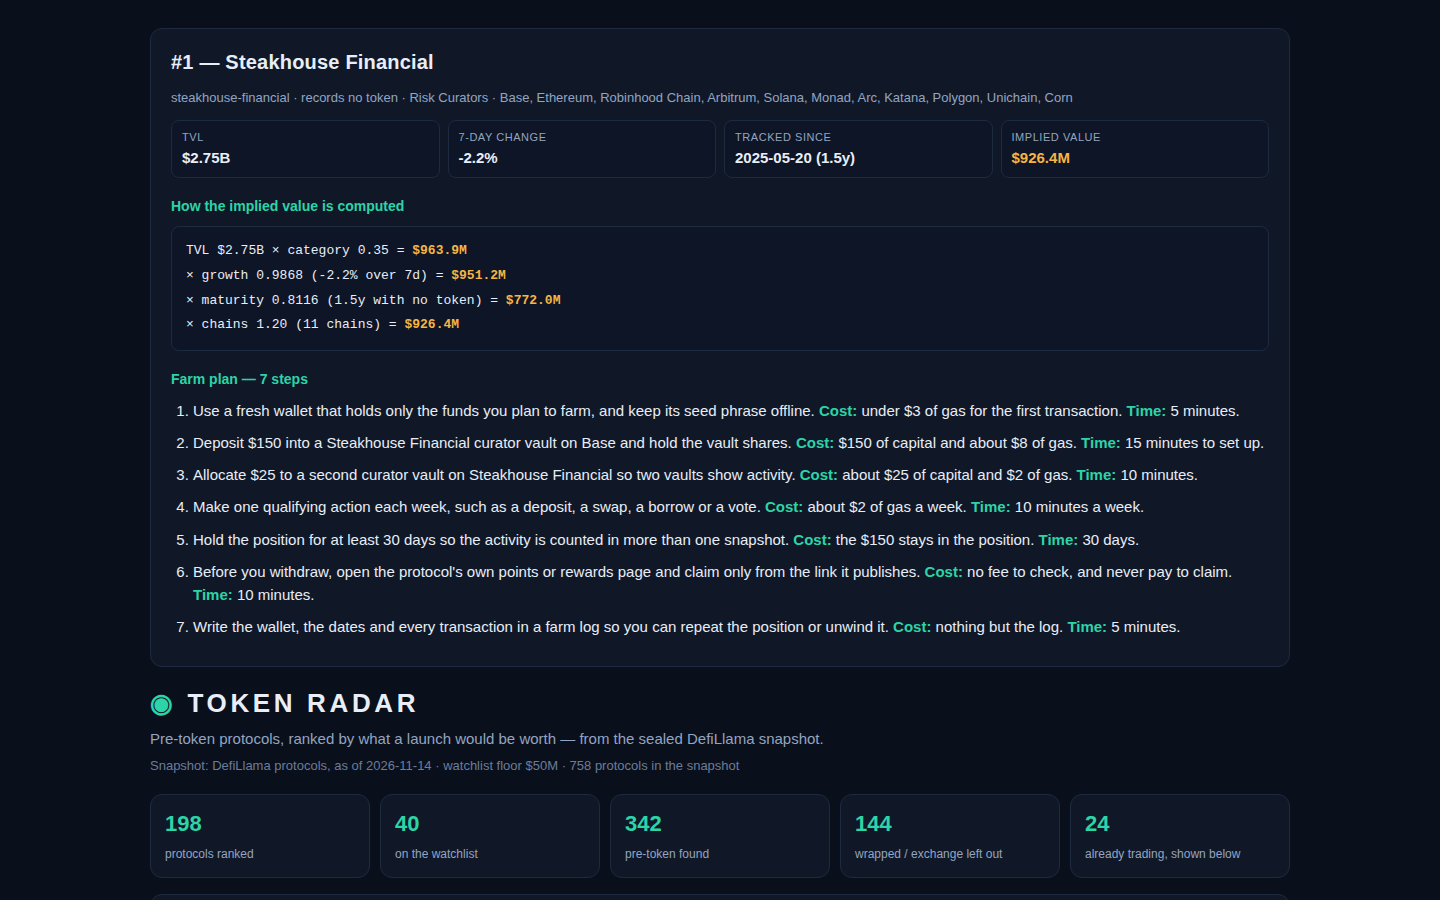 #1 — Steakhouse Financial
steakhouse-financial · records no token · Risk Curators · Base, Ethereum, Robinhood Chain, Arbitrum, Solana, Monad, Arc, Katana, Polygon, Unichain, Corn
TVL
$2.75B
7-DAY CHANGE
-2.2%
TRACKED SINCE
2025-05-20 (1.5y)
IMPLIED VALUE
$926.4M
How the implied value is computed
TVL $2.75B × category 0.35 = $963.9M
× growth 0.9868 (-2.2% over 7d) = $951.2M
× maturity 0.8116 (1.5y with no token) = $772.0M
× chains 1.20 (11 chains) = $926.4M
Farm plan — 7 steps
1. Use a fresh wallet that holds only the funds you plan to farm, and keep its seed phrase offline. Cost: under $3 of gas for the first transaction. Time: 5 minutes.
2. Deposit $150 into a Steakhouse Financial curator vault on Base and hold the vault shares. Cost: $150 of capital and about $8 of gas. Time: 15 minutes to set up.
3. Allocate $25 to a second curator vault on Steakhouse Financial so two vaults show activity. Cost: about $25 of capital and $2 of gas. Time: 10 minutes.
4. Make one qualifying action each week, such as a deposit, a swap, a borrow or a vote. Cost: about $2 of gas a week. Time: 10 minutes a week.
5. Hold the position for at least 30 days so the activity is counted in more than one snapshot. Cost: the $150 stays in the position. Time: 30 days.
6. Before you withdraw, open the protocol's own points or rewards page and claim only from the link it publishes. Cost: no fee to check, and never pay to claim.
Time: 10 minutes.
7. Write the wallet, the dates and every transaction in a farm log so you can repeat the position or unwind it. Cost: nothing but the log. Time: 5 minutes.
TOKEN RADAR
Pre-token protocols, ranked by what a launch would be worth — from the sealed DefiLlama snapshot.
Snapshot: DefiLlama protocols, as of 2026-11-14 · watchlist floor $50M · 758 protocols in the snapshot
198
protocols ranked
40
on the watchlist
342
pre-token found
144
wrapped / exchange left out
24
already trading, shown below